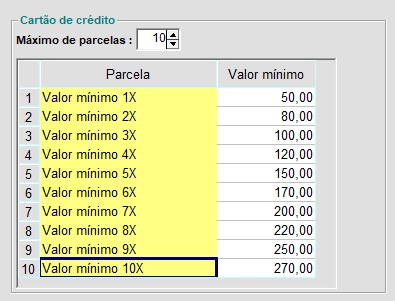 Cartão de crédito
Máximo de parcelas : 10
Parcela Valor mínimo
1 Valor mínimo 1X 50,00
2 Valor mínimo 2X 80,00
3 Valor mínimo 3X 100,00
4 Valor mínimo 4X 120,00
5 Valor mínimo 5X 150,00
6 Valor mínimo 6X 170,00
7 Valor mínimo 7X 200,00
8 Valor mínimo 8X 220,00
9 Valor mínimo 9X 250,00
10 Valor mínimo 10X 270,00